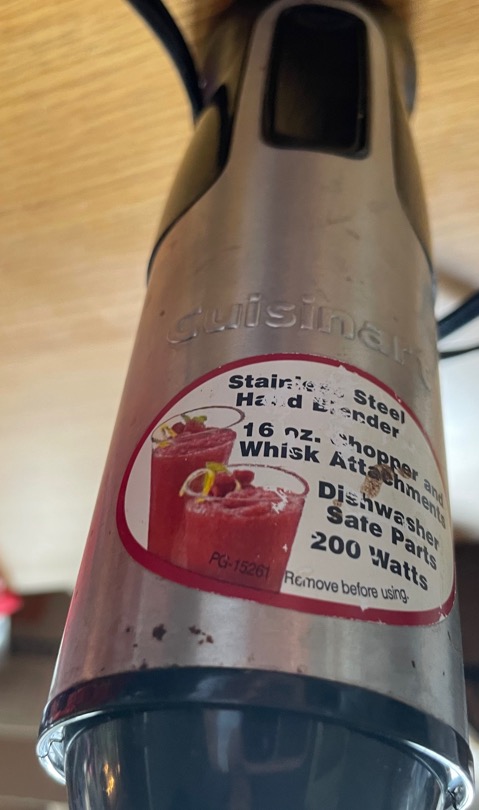 Cuisinart
Stainless Steel
Hand Blender
16 oz. Chopper and
Whisk Attachments
Dishwasher
Safe Parts
200 Watts
PG-15261
Remove before using.